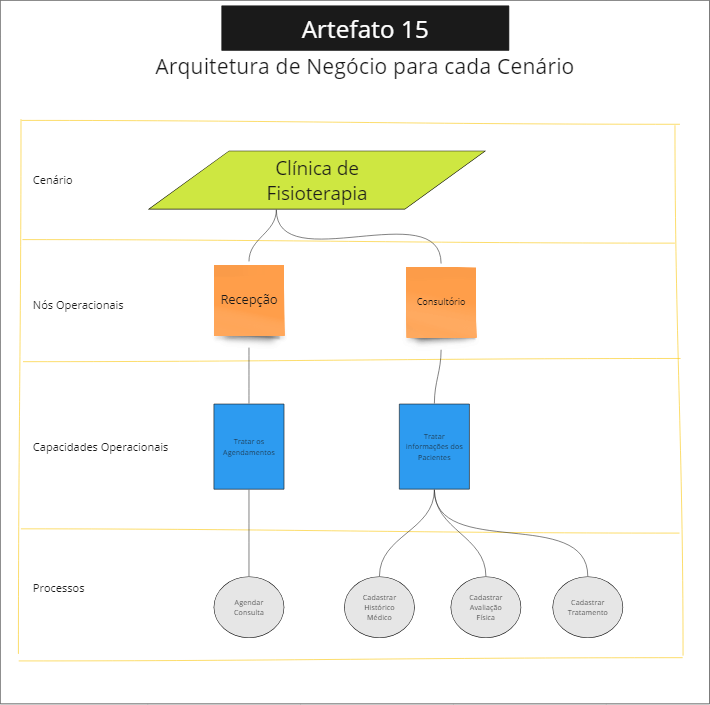 Artefato 15
Arquitetura de Negócio para cada Cenário
Cenário
Clínica de
Fisioterapia
Nós Operacionais
Recepção
Consultório
Capacidades Operacionais
Tratar os
Agendamentos
Tratar
Informações dos
Pacientes
Processos
Agendar
Consulta
Cadastrar
Histórico
Médico
Cadastrar
Avaliação
Física
Cadastrar
Tratamento